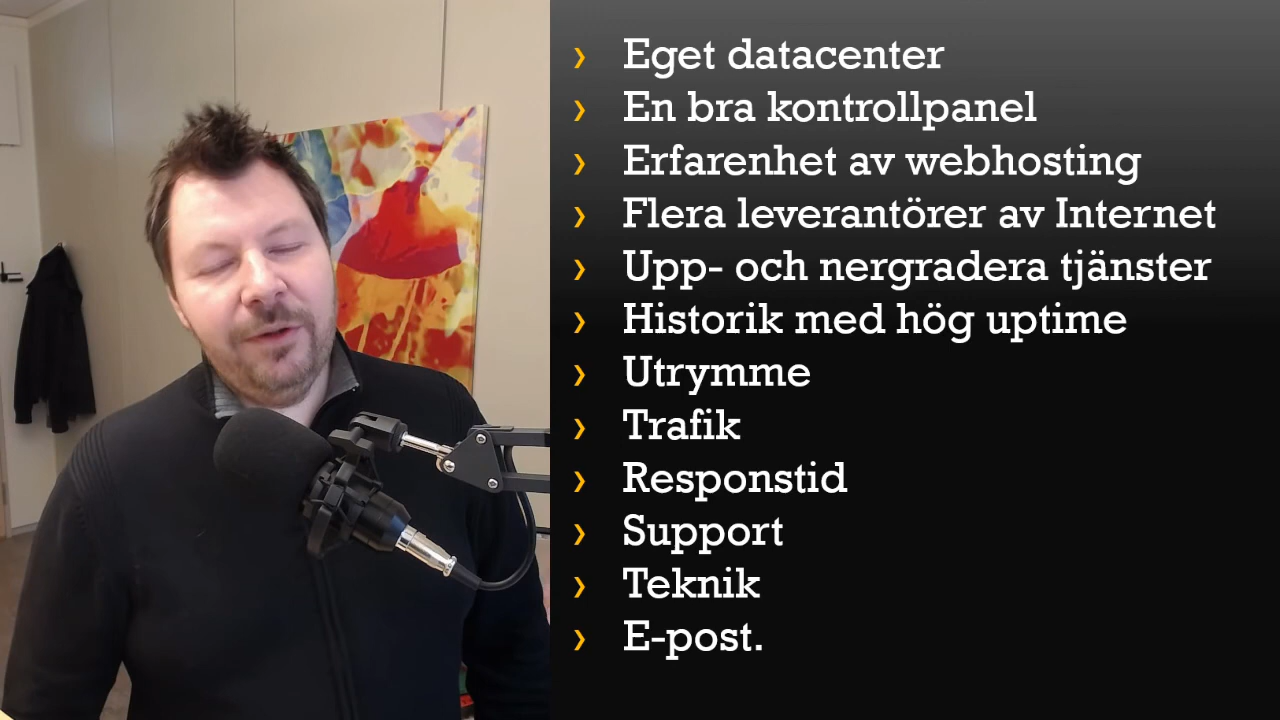 Eget datacenter
En bra kontrollpanel
Erfarenhet av webhosting
Flera leverantörer av Internet
Upp- och nergradera tjänster
Historik med hög uptime
Utrymme
Trafik
Responstid
Support
Teknik
E-post.